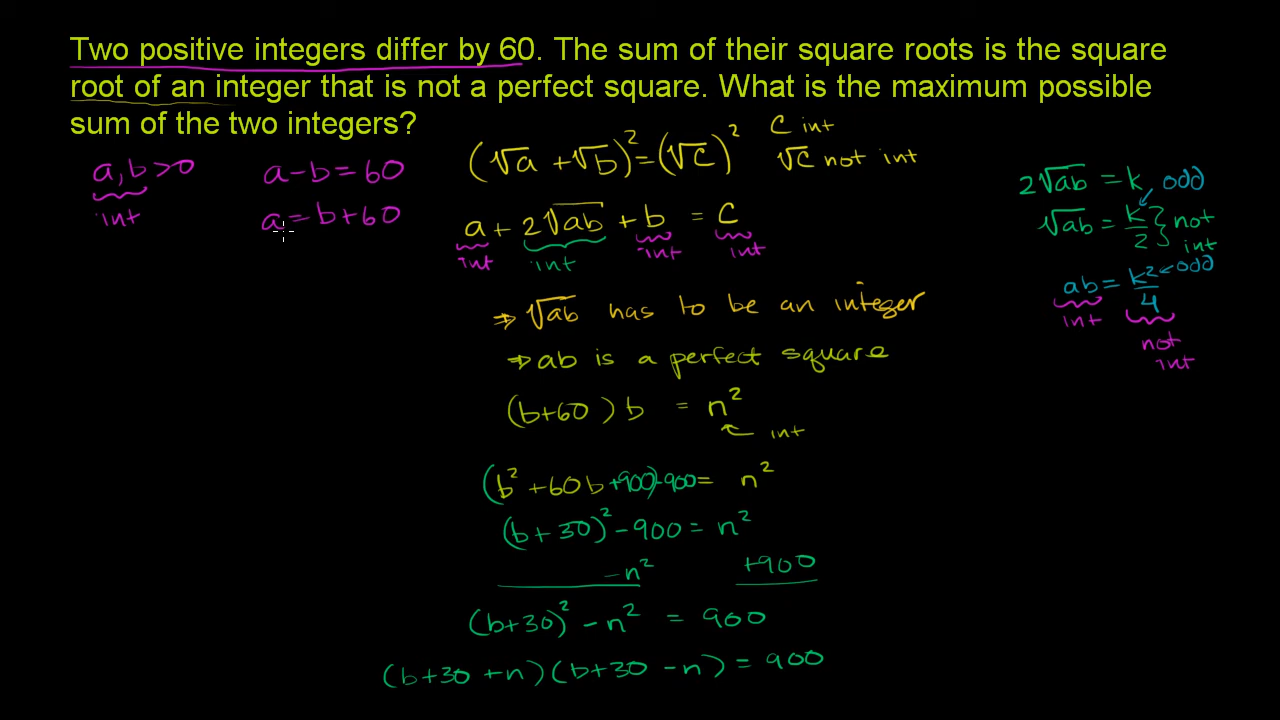 Two positive integers differ by 60. The sum of their square roots is the square
root of an integer that is not a perfect square. What is the maximum possible
sum of the two integers?
a, b > 0
int
a - b = 60
a = b + 60
(√a + √b)² = (√c)²
c int
√c not int
a + 2√ab + b = c
int int int int
⇒ √ab has to be an integer
⇒ ab is a perfect square
(b+60)b = n²
int
(b² + 60b + 900) - 900 = n²
(b + 30)² - 900 = n²
- n² + 900
(b+30)² - n² = 900
(b+30 + n)(b+30 - n) = 900
2√ab = k odd
√ab = k/2 } not int
ab = k²/4 ← odd
int not int